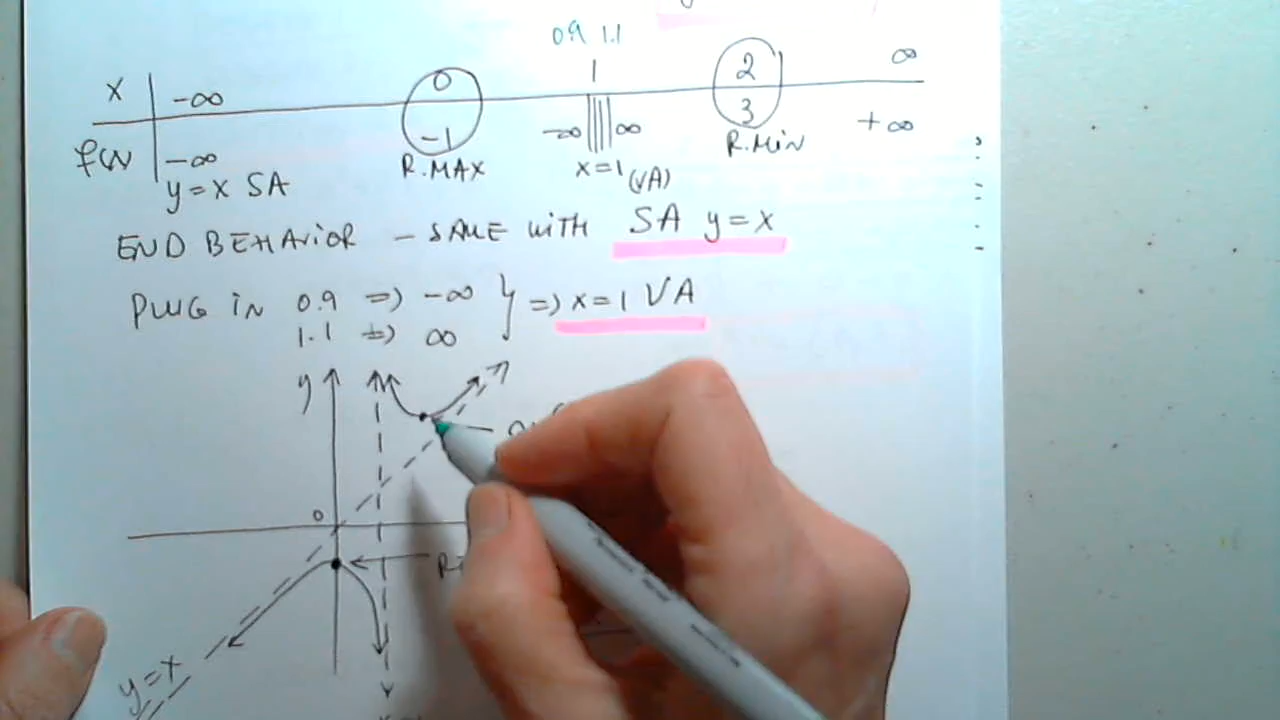 0.9 1.1
x -∞ 0 1 2 ∞
f(x) -∞ -1 -∞ ∞ 3 +∞
y=x SA R.MAX x=1 (VA) R.MiN
END BEHAVIOR - SAME WITH SA y=x
PLUG iN 0.9 => -∞ } => x=1 VA
1.1 => ∞
y
0
y=x